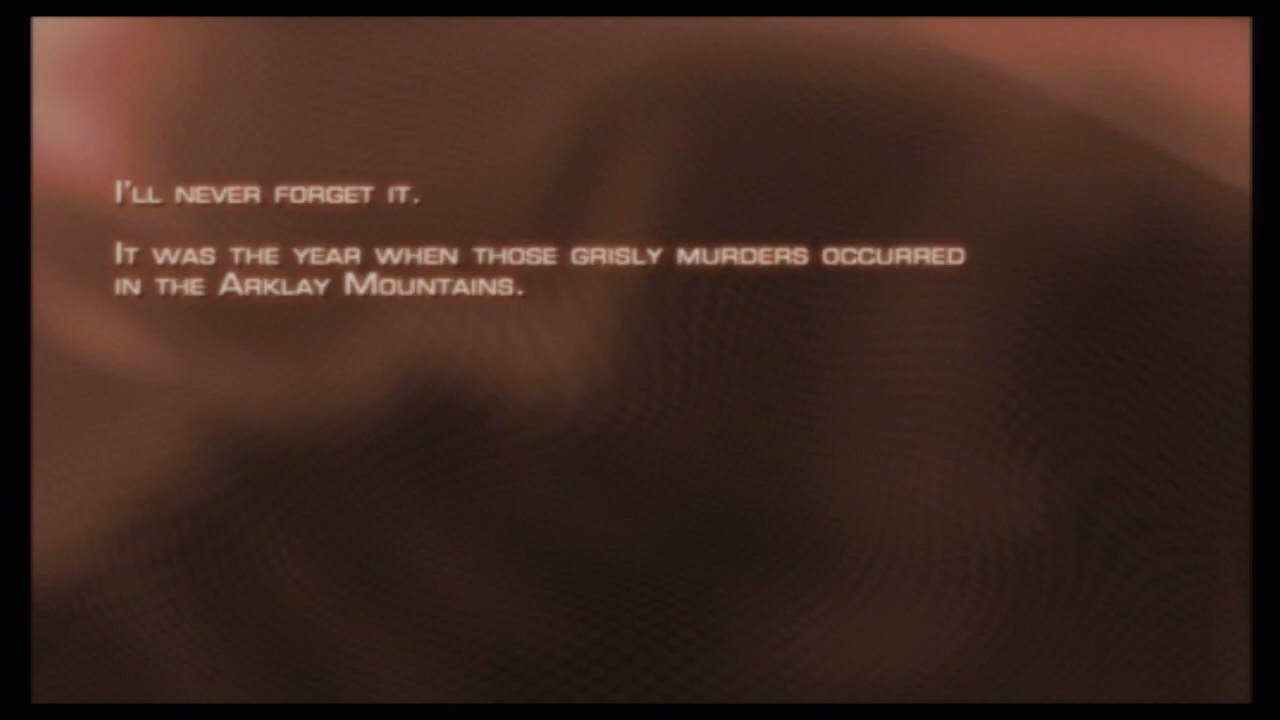 I'll never forget it.
It was the year when those grisly murders occurred
in the Arklay Mountains.